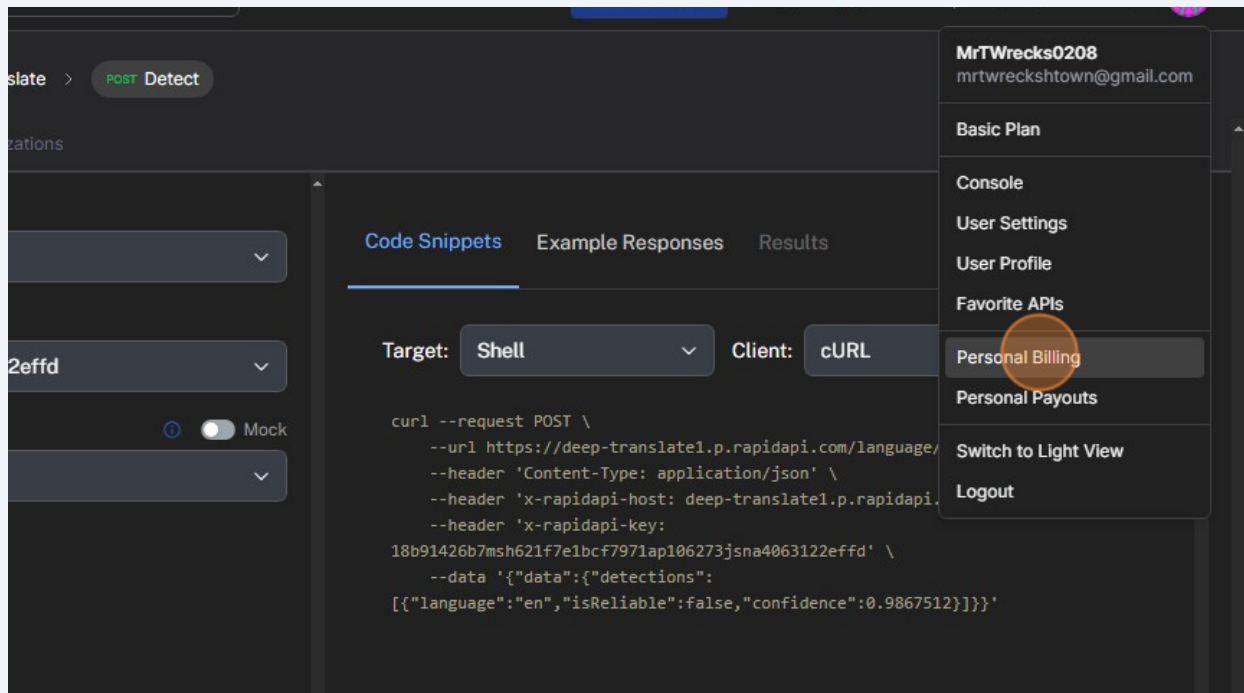 slate > POST Detect
zations
2effd
Mock
Code Snippets Example Responses Results
Target: Shell Client: cURL
curl --request POST \
--url https://deep-translate1.p.rapidapi.com/language/
--header 'Content-Type: application/json' \
--header 'x-rapidapi-host: deep-translate1.p.rapidapi.
--header 'x-rapidapi-key:
18b91426b7msh621f7e1bcf7971ap106273jsna4063122effd' \
--data '{"data":{"detections":
[{"language":"en","isReliable":false,"confidence":0.9867512}]}}'
MrTWrecks0208
mrtwreckshtown@gmail.com
Basic Plan
Console
User Settings
User Profile
Favorite APIs
Personal Billing
Personal Payouts
Switch to Light View
Logout